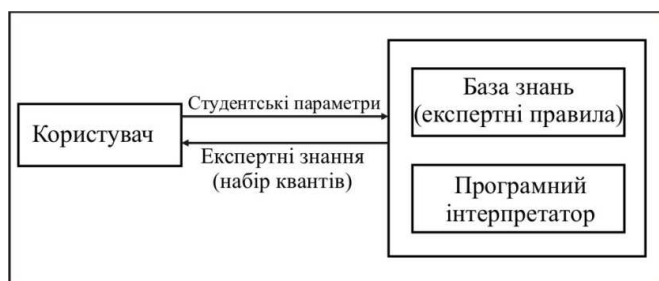 Користувач
Студентські параметри
Експертні знання
(набір квантів)
База знань
(експертні правила)
Програмний
інтерпретатор